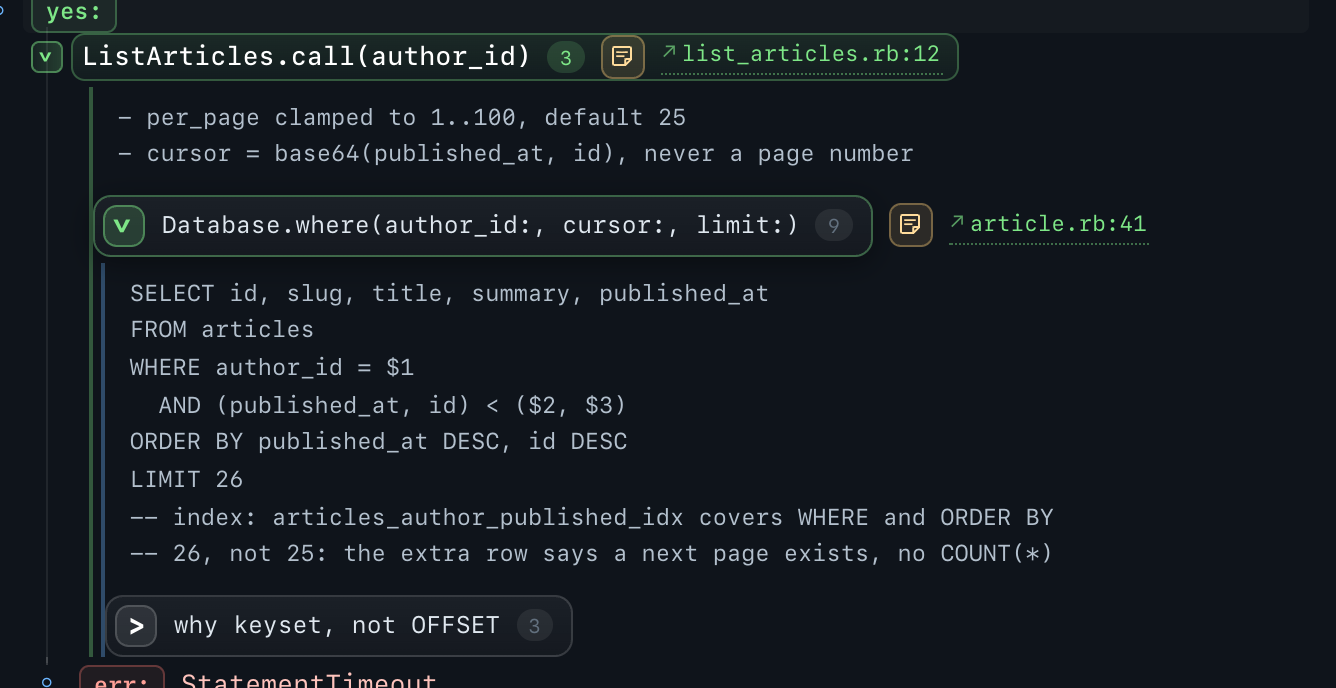 yes:
v ListArticles.call(author_id) 3 ↗list_articles.rb:12
– per_page clamped to 1..100, default 25
– cursor = base64(published_at, id), never a page number
v Database.where(author_id:, cursor:, limit:) 9 ↗article.rb:41
SELECT id, slug, title, summary, published_at
FROM articles
WHERE author_id = $1
  AND (published_at, id) < ($2, $3)
ORDER BY published_at DESC, id DESC
LIMIT 26
-- index: articles_author_published_idx covers WHERE and ORDER BY
-- 26, not 25: the extra row says a next page exists, no COUNT(*)
> why keyset, not OFFSET 3
err: StatementTimeout